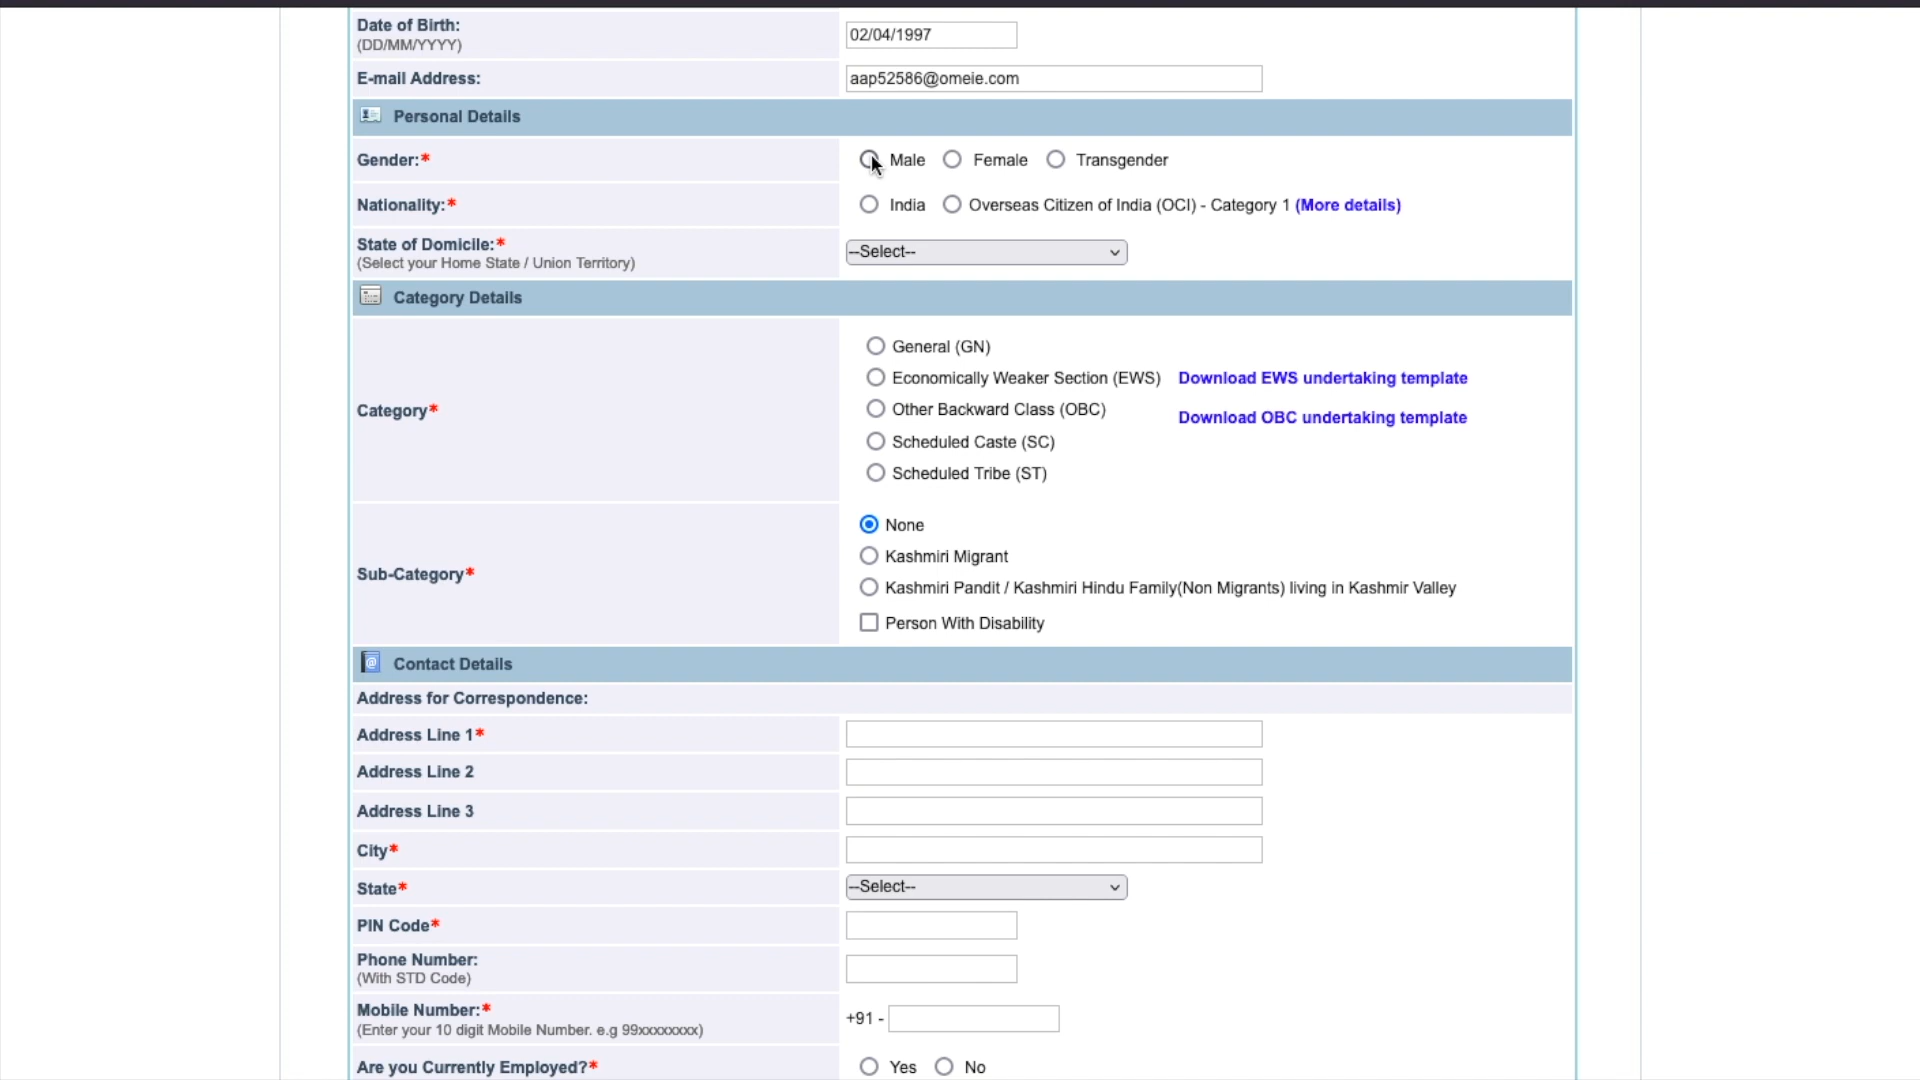 Date of Birth:
(DD/MM/YYYY)
02/04/1997
E-mail Address:
aap52586@omeie.com
Personal Details
Gender:*
Male Female Transgender
Nationality:*
India Overseas Citizen of India (OCI) - Category 1 (More details)
State of Domicile:*
(Select your Home State / Union Territory)
--Select--
Category Details
Category*
General (GN)
Economically Weaker Section (EWS) Download EWS undertaking template
Other Backward Class (OBC) Download OBC undertaking template
Scheduled Caste (SC)
Scheduled Tribe (ST)
Sub-Category*
None
Kashmiri Migrant
Kashmiri Pandit / Kashmiri Hindu Family(Non Migrants) living in Kashmir Valley
Person With Disability
Contact Details
Address for Correspondence:
Address Line 1*
Address Line 2
Address Line 3
City*
State*
--Select--
PIN Code*
Phone Number:
(With STD Code)
Mobile Number:*
(Enter your 10 digit Mobile Number. e.g 99xxxxxxxx)
+91 -
Are you Currently Employed?*
Yes No